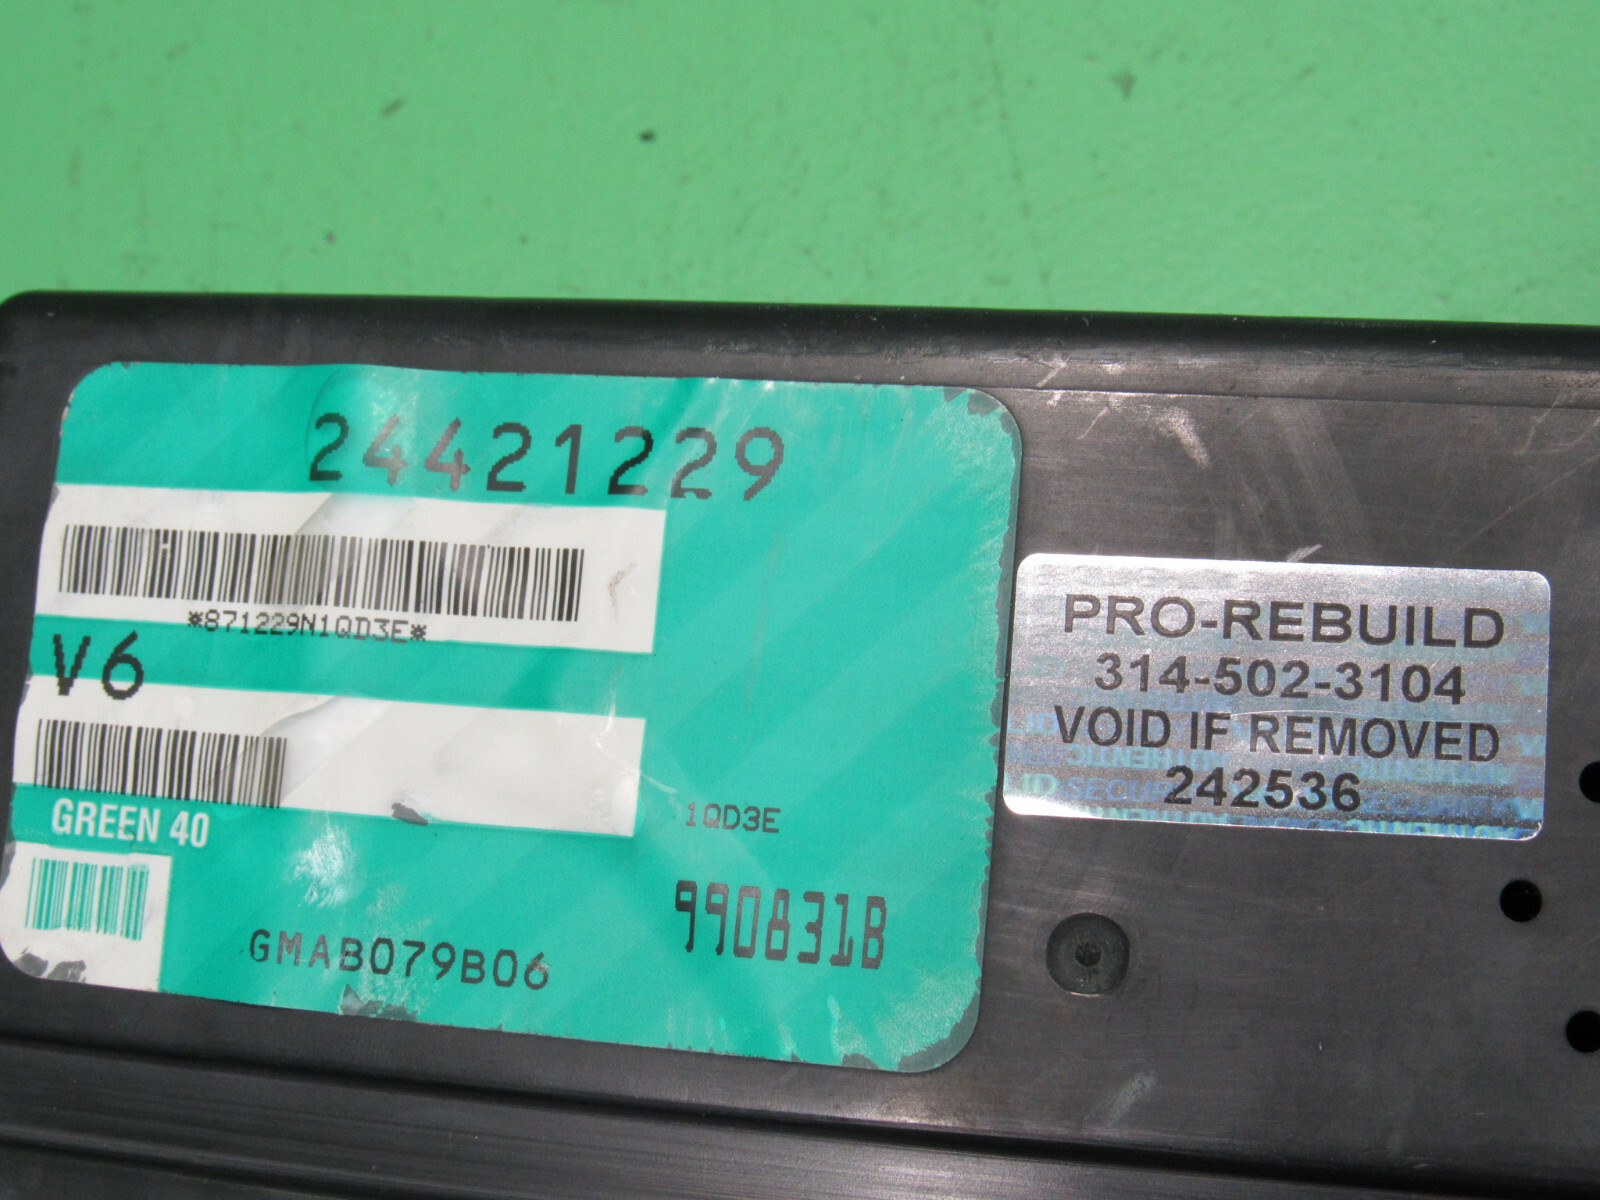 24421229
*871229N1QD3E*
V6
GREEN 40
1QD3E
990831B
GMAB079B06
PRO-REBUILD
314-502-3104
VOID IF REMOVED
242536